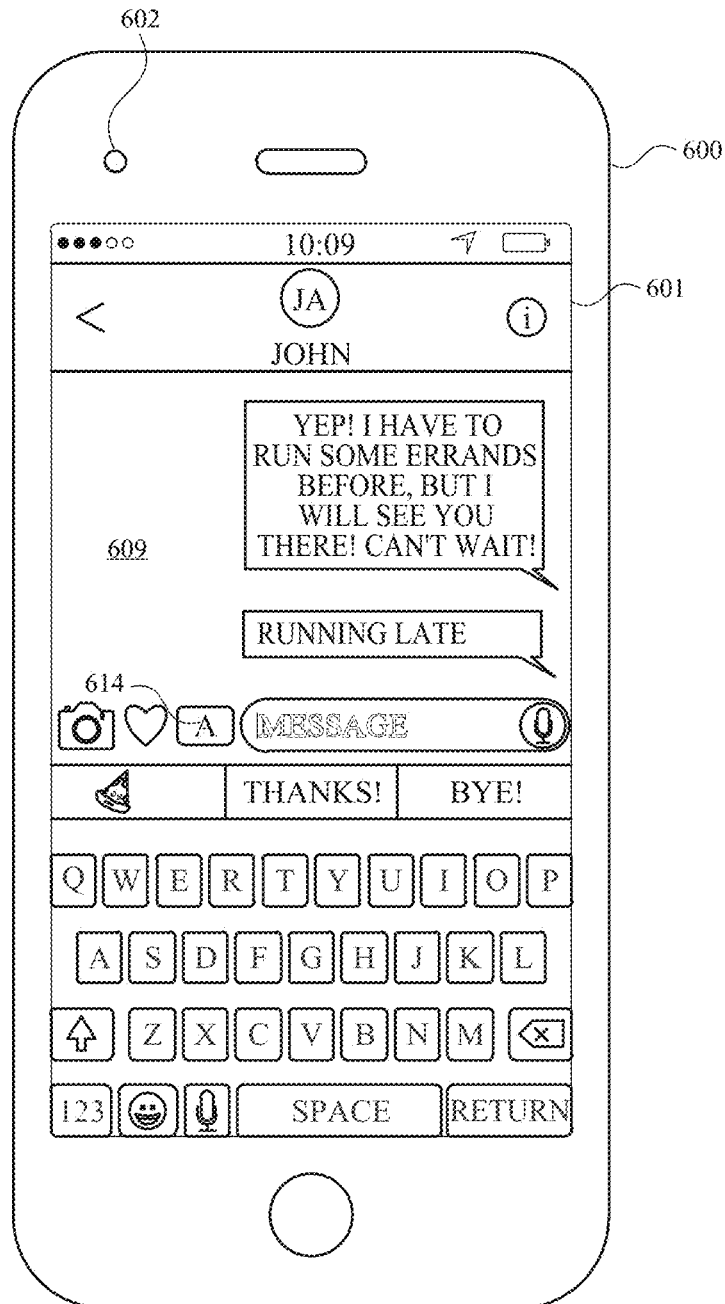 602
600
10:09
601
JA
i
JOHN
YEP! I HAVE TO
RUN SOME ERRANDS
BEFORE, BUT I
WILL SEE YOU
THERE! CAN'T WAIT!
609
RUNNING LATE
614
A MESSAGE
THANKS! BYE!
Q W E R T Y U I O P
A S D F G H J K L
Z X C V B N M
123 SPACE RETURN